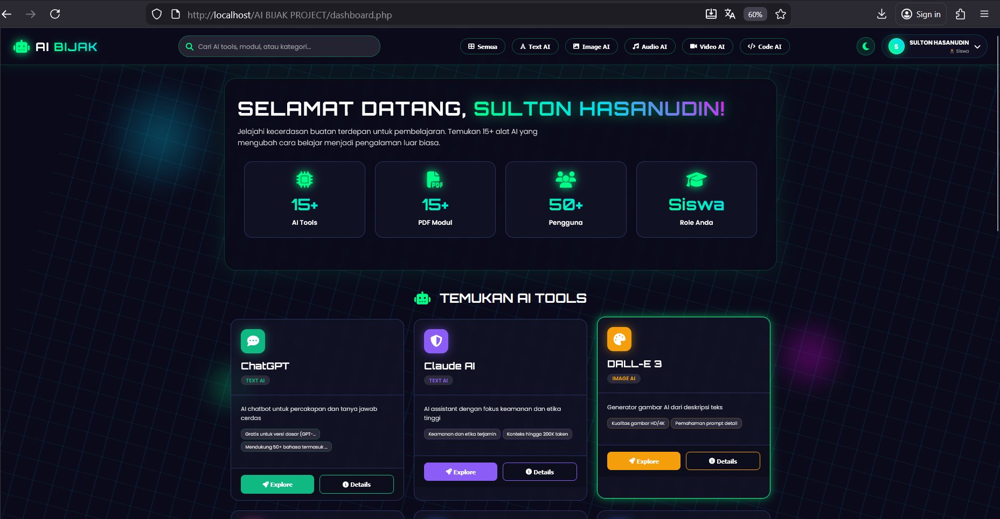 http://localhost/AI BIJAK PROJECT/dashboard.php
60%
Sign in
AI BIJAK
Cari AI tools, modul, atau kategori...
Semua
Text AI
Image AI
Audio AI
Video AI
Code AI
S
SULTON HASANUDIN
Siswa
SELAMAT DATANG, SULTON HASANUDIN!
Jelajahi kecerdasan buatan terdepan untuk pembelajaran. Temukan 15+ alat AI yang
mengubah cara belajar menjadi pengalaman luar biasa.
15+
AI Tools
PDF
15+
PDF Modul
50+
Pengguna
Siswa
Role Anda
TEMUKAN AI TOOLS
ChatGPT
TEXT AI
AI chatbot untuk percakapan dan tanya jawab
cerdas
Gratis untuk versi dasar (GPT-...
Mendukung 50+ bahasa termasuk ...
Explore
Details
Claude AI
TEXT AI
AI assistant dengan fokus keamanan dan etika
tinggi
Keamanan dan etika terjamin
Konteks hingga 200K token
Explore
Details
DALL-E 3
IMAGE AI
Generator gambar AI dari deskripsi teks
Kualitas gambar HD/4K
Pemahaman prompt detail
Explore
Details